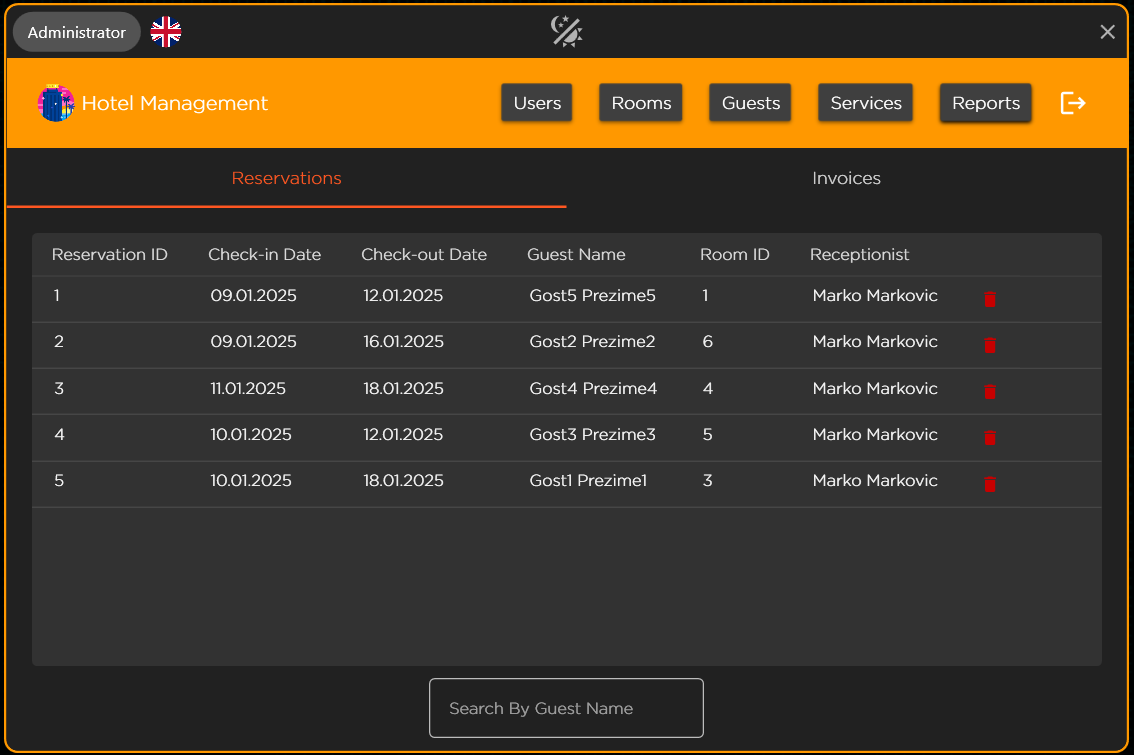 Administrator
Hotel Management Users Rooms Guests Services Reports
Reservations Invoices
Reservation ID Check-in Date Check-out Date Guest Name Room ID Receptionist
1 09.01.2025 12.01.2025 Gost5 Prezime5 1 Marko Markovic
2 09.01.2025 16.01.2025 Gost2 Prezime2 6 Marko Markovic
3 11.01.2025 18.01.2025 Gost4 Prezime4 4 Marko Markovic
4 10.01.2025 12.01.2025 Gost3 Prezime3 5 Marko Markovic
5 10.01.2025 18.01.2025 Gost1 Prezime1 3 Marko Markovic
Search By Guest Name